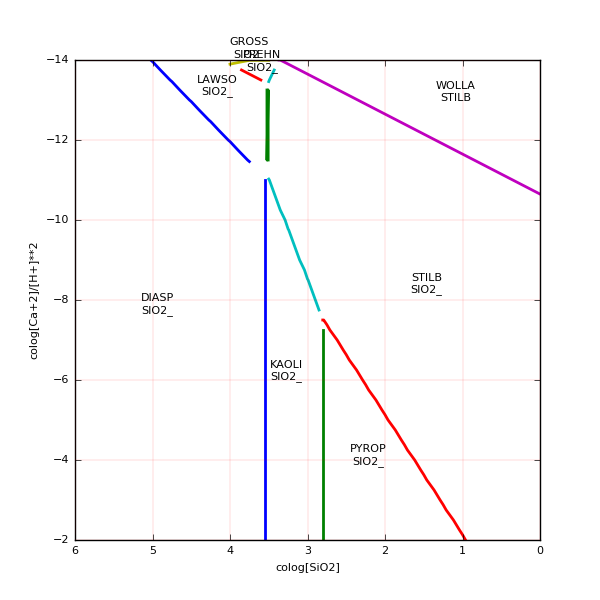 GROSS
SIO2_
PREHN
SIO2_
−14
LAWSO
SIO2_
WOLLA
STILB
−12
−10
STILB
SIO2_
DIASP
SIO2_
−8
colog[Ca+2]/[H+]**2
KAOLI
SIO2_
−6
PYROP
SIO2_
−4
−2
6 5 4 3 2 1 0
colog[SiO2]